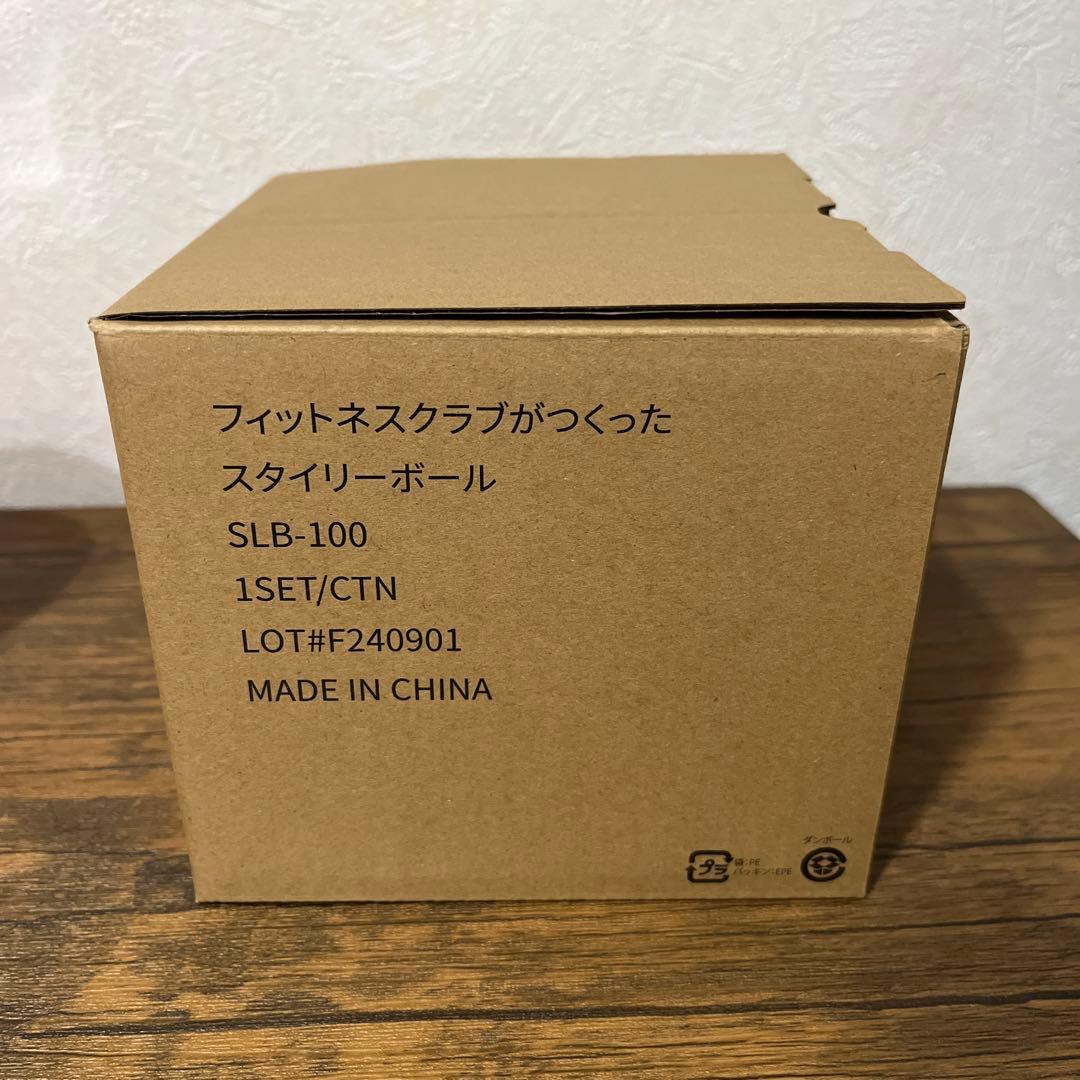 フィットネスクラブがつくった
スタイリーボール
SLB-100
1SET/CTN
LOT#F240901
MADE IN CHINA
ダンボール
プラ
袋:PE
パッキン:EPE